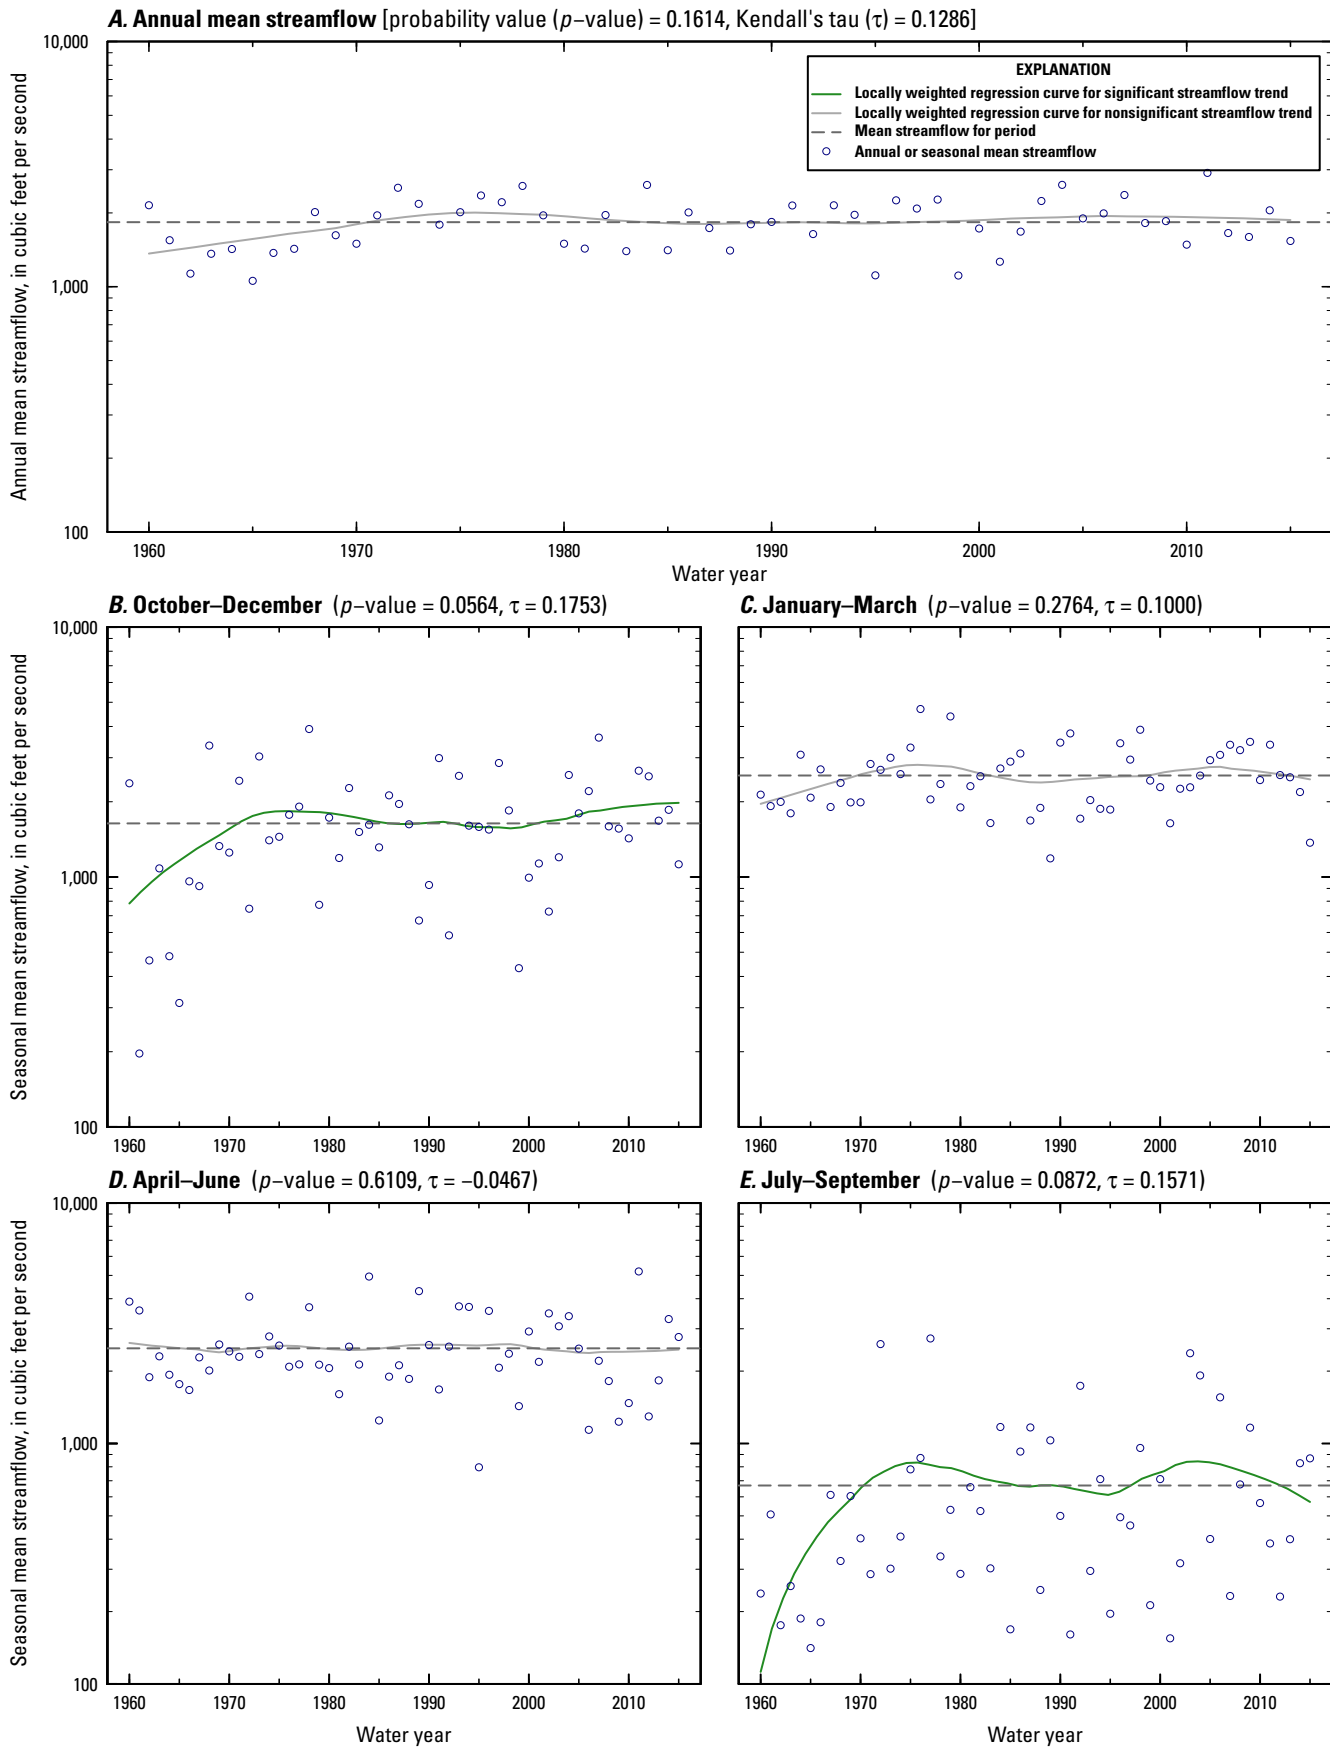 A. Annual mean streamflow [probability value (p–value) = 0.1614, Kendall's tau (τ) = 0.1286]
10,000
1,000
100
Annual mean streamflow, in cubic feet per second
EXPLANATION
Locally weighted regression curve for significant streamflow trend
Locally weighted regression curve for nonsignificant streamflow trend
Mean streamflow for period
Annual or seasonal mean streamflow
1960 1970 1980 1990 2000 2010
Water year
B. October–December (p–value = 0.0564, τ = 0.1753)
10,000
1,000
100
Seasonal mean streamflow, in cubic feet per second
1960 1970 1980 1990 2000 2010
C. January–March (p–value = 0.2764, τ = 0.1000)
1960 1970 1980 1990 2000 2010
D. April–June (p–value = 0.6109, τ = –0.0467)
10,000
1,000
100
Seasonal mean streamflow, in cubic feet per second
1960 1970 1980 1990 2000 2010
Water year
E. July–September (p–value = 0.0872, τ = 0.1571)
1960 1970 1980 1990 2000 2010
Water year